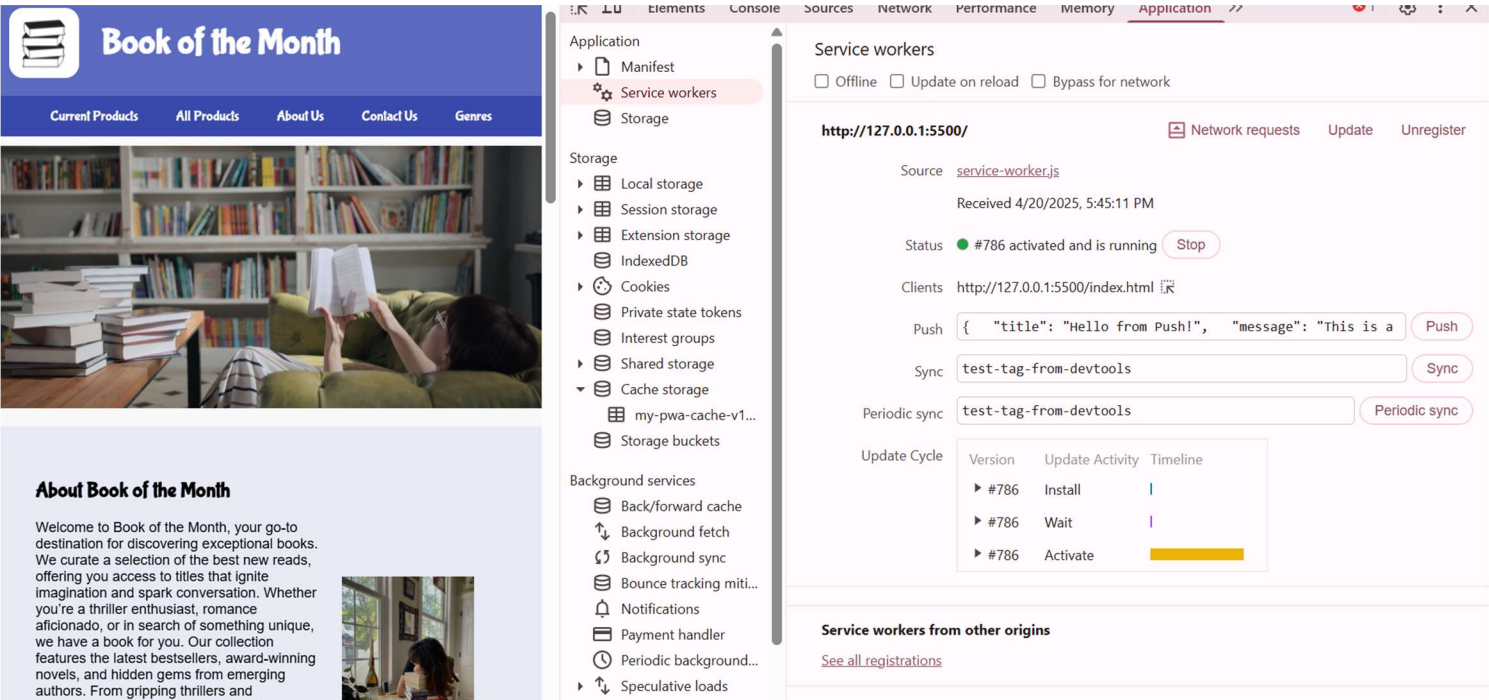 Book of the Month
Current Products All Products About Us Contact Us Genres
About Book of the Month
Welcome to Book of the Month, your go-to
destination for discovering exceptional books.
We curate a selection of the best new reads,
offering you access to titles that ignite
imagination and spark conversation. Whether
you're a thriller enthusiast, romance
aficionado, or in search of something unique,
we have a book for you. Our collection
features the latest bestsellers, award-winning
novels, and hidden gems from emerging
authors. From gripping thrillers and
Elements Console Sources Network Performance Memory Application 1
Application
Manifest
Service workers
Storage
Storage
Local storage
Session storage
Extension storage
IndexedDB
Cookies
Private state tokens
Interest groups
Shared storage
Cache storage
my-pwa-cache-v1...
Storage buckets
Background services
Back/forward cache
Background fetch
Background sync
Bounce tracking miti...
Notifications
Payment handler
Periodic background...
Speculative loads
Service workers
Offline Update on reload Bypass for network
http://127.0.0.1:5500/ Network requests Update Unregister
Source service-worker.js
Received 4/20/2025, 5:45:11 PM
Status #786 activated and is running Stop
Clients http://127.0.0.1:5500/index.html
Push { "title": "Hello from Push!", "message": "This is a Push
Sync test-tag-from-devtools Sync
Periodic sync test-tag-from-devtools Periodic sync
Update Cycle Version Update Activity Timeline
#786 Install
#786 Wait
#786 Activate
Service workers from other origins
See all registrations